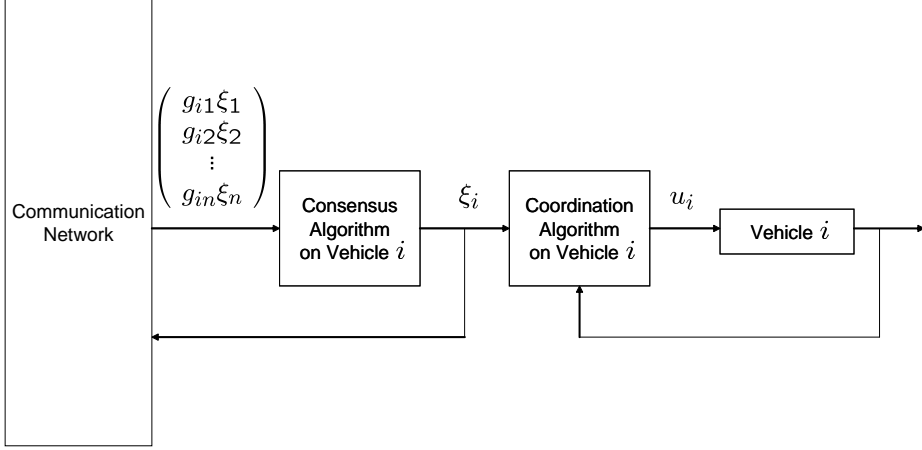 g_{i1}ξ_1
g_{i2}ξ_2
⋮
g_{in}ξ_n
Communication
Network
Consensus
Algorithm
on Vehicle i
ξ_i
Coordination
Algorithm
on Vehicle i
u_i
Vehicle i